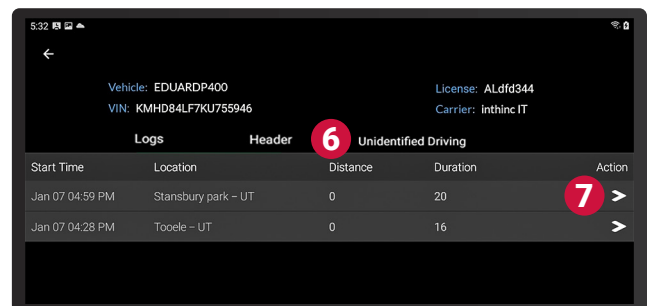 5:32
←
Vehicle: EDUARDP400 License: ALdfd344
VIN: KMHD84LF7KU755946 Carrier: inthinc IT
Logs Header 6 Unidentified Driving
Start Time Location Distance Duration Action
Jan 07 04:59 PM Stansbury park – UT 0 20 7 >
Jan 07 04:28 PM Tooele – UT 0 16 >